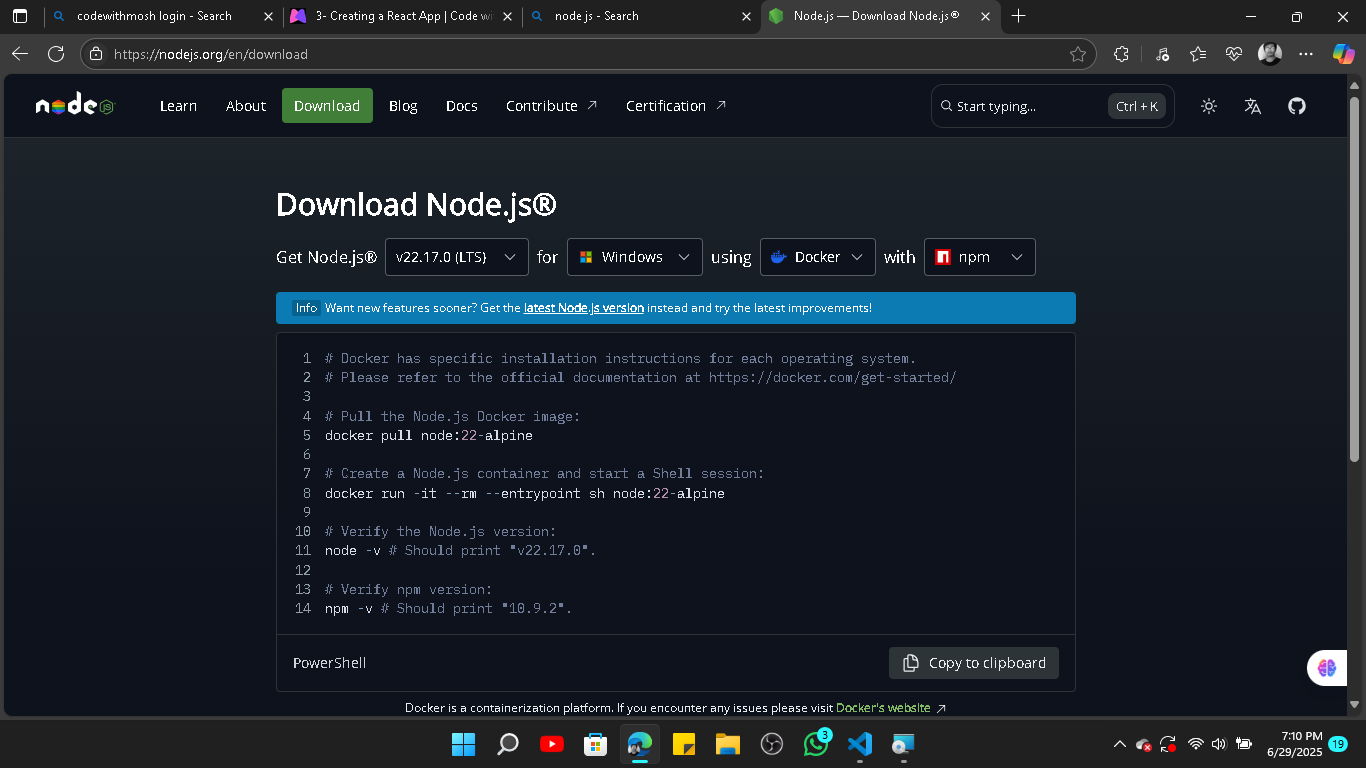 codewithmosh login - Search
3- Creating a React App | Code wi
node js - Search
Node.js — Download Node.js®
https://nodejs.org/en/download
node JS
Learn
About
Download
Blog
Docs
Contribute
Certification
Start typing...
Ctrl + K
Download Node.js®
Get Node.js® v22.17.0 (LTS) for Windows using Docker with npm
Info Want new features sooner? Get the latest Node.js version instead and try the latest improvements!
1 # Docker has specific installation instructions for each operating system.
2 # Please refer to the official documentation at https://docker.com/get-started/
3
4 # Pull the Node.js Docker image:
5 docker pull node:22-alpine
6
7 # Create a Node.js container and start a Shell session:
8 docker run -it --rm --entrypoint sh node:22-alpine
9
10 # Verify the Node.js version:
11 node -v # Should print "v22.17.0".
12
13 # Verify npm version:
14 npm -v # Should print "10.9.2".
PowerShell
Copy to clipboard
Docker is a containerization platform. If you encounter any issues please visit Docker's website
3
7:10 PM
6/29/2025
19